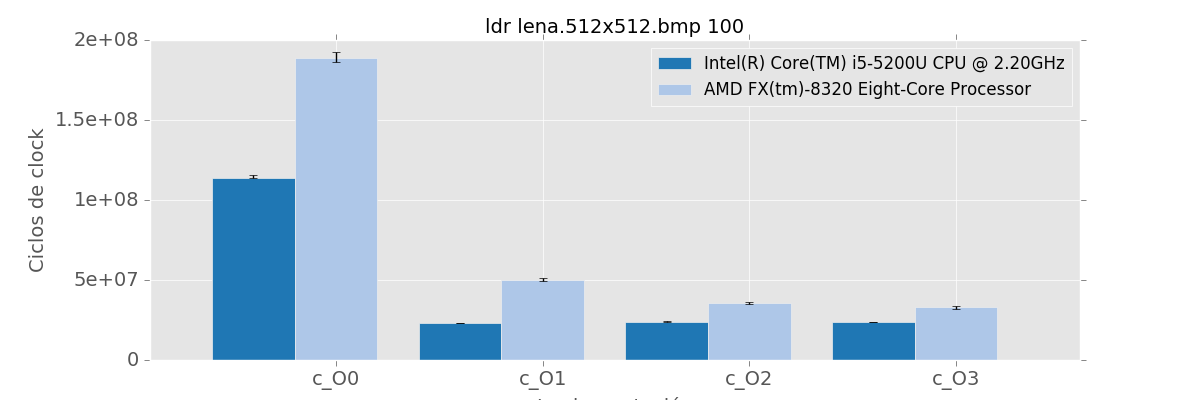 ldr lena.512x512.bmp 100
Intel(R) Core(TM) i5-5200U CPU @ 2.20GHz
AMD FX(tm)-8320 Eight-Core Processor
Ciclos de clock
2e+08
1.5e+08
1e+08
5e+07
0
c_O0
c_O1
c_O2
c_O3